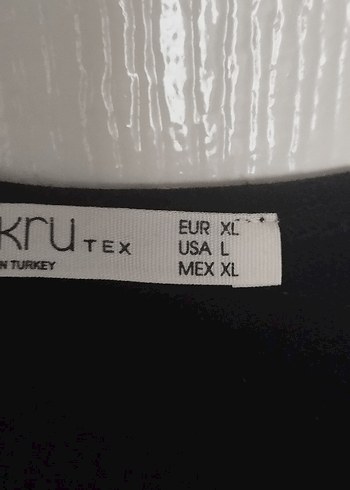 kru TEX
N TURKEY
EUR XL
USA L
MEX XL